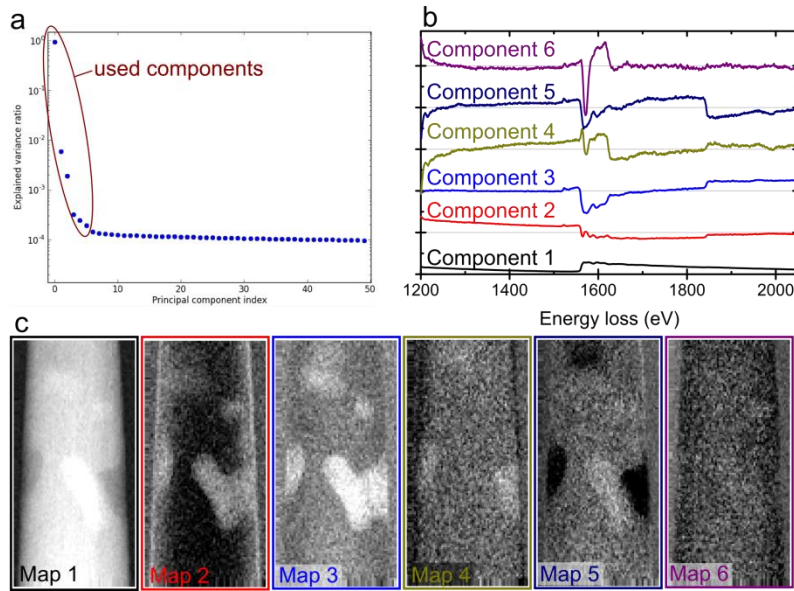 a
used components
10^0
10^-1
10^-2
10^-3
10^-4
Explained variance ratio
0 10 20 30 40 50
Principal component index
b
Component 6
Component 5
Component 4
Component 3
Component 2
Component 1
1200 1400 1600 1800 2000
Energy loss (eV)
c
Map 1 Map 2 Map 3 Map 4 Map 5 Map 6